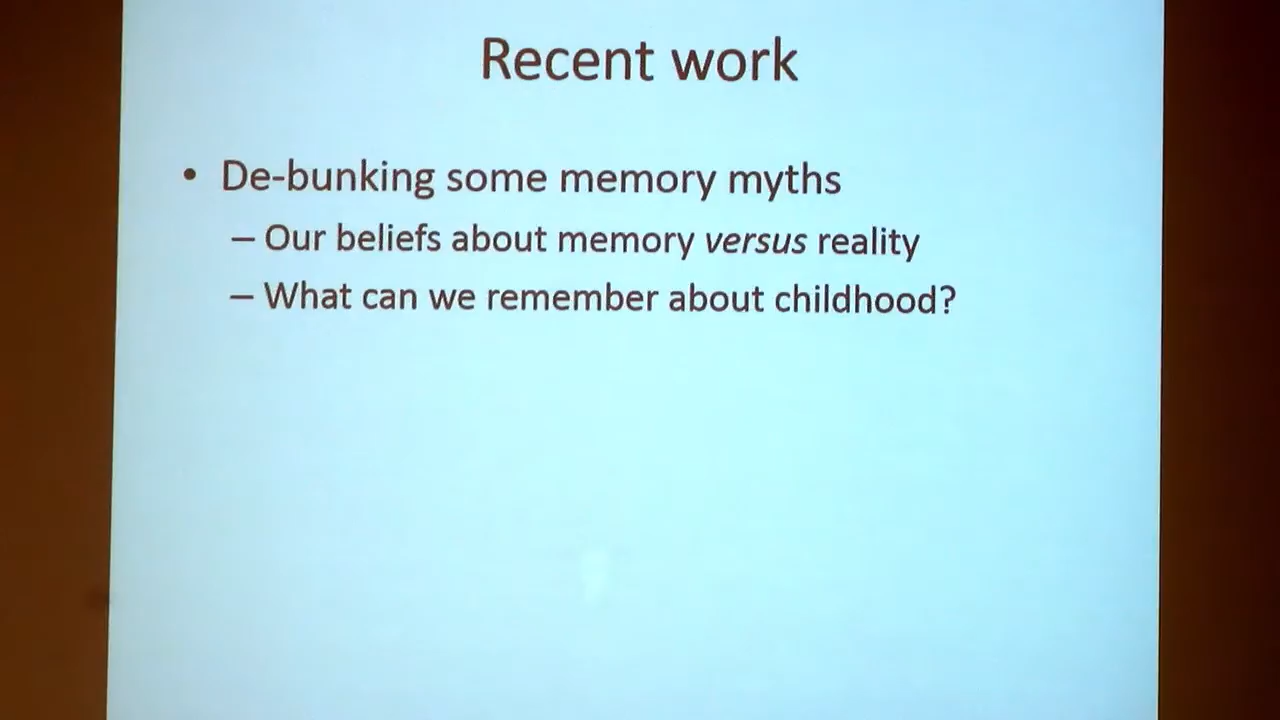 Recent work
• De-bunking some memory myths
– Our beliefs about memory versus reality
– What can we remember about childhood?